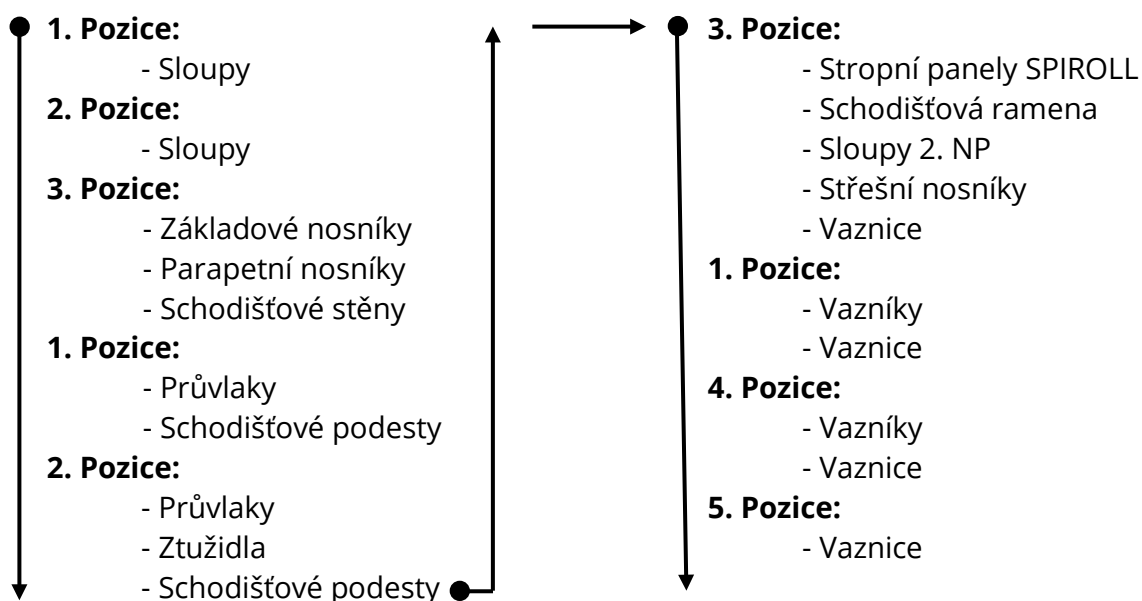 1. Pozice:
- Sloupy
2. Pozice:
- Sloupy
3. Pozice:
- Základové nosníky
- Parapetní nosníky
- Schodišťové stěny
1. Pozice:
- Průvlaky
- Schodišťové podesty
2. Pozice:
- Průvlaky
- Ztužidla
- Schodišťové podesty
3. Pozice:
- Stropní panely SPIROLL
- Schodišťová ramena
- Sloupy 2. NP
- Střešní nosníky
- Vaznice
1. Pozice:
- Vazníky
- Vaznice
4. Pozice:
- Vazníky
- Vaznice
5. Pozice:
- Vaznice